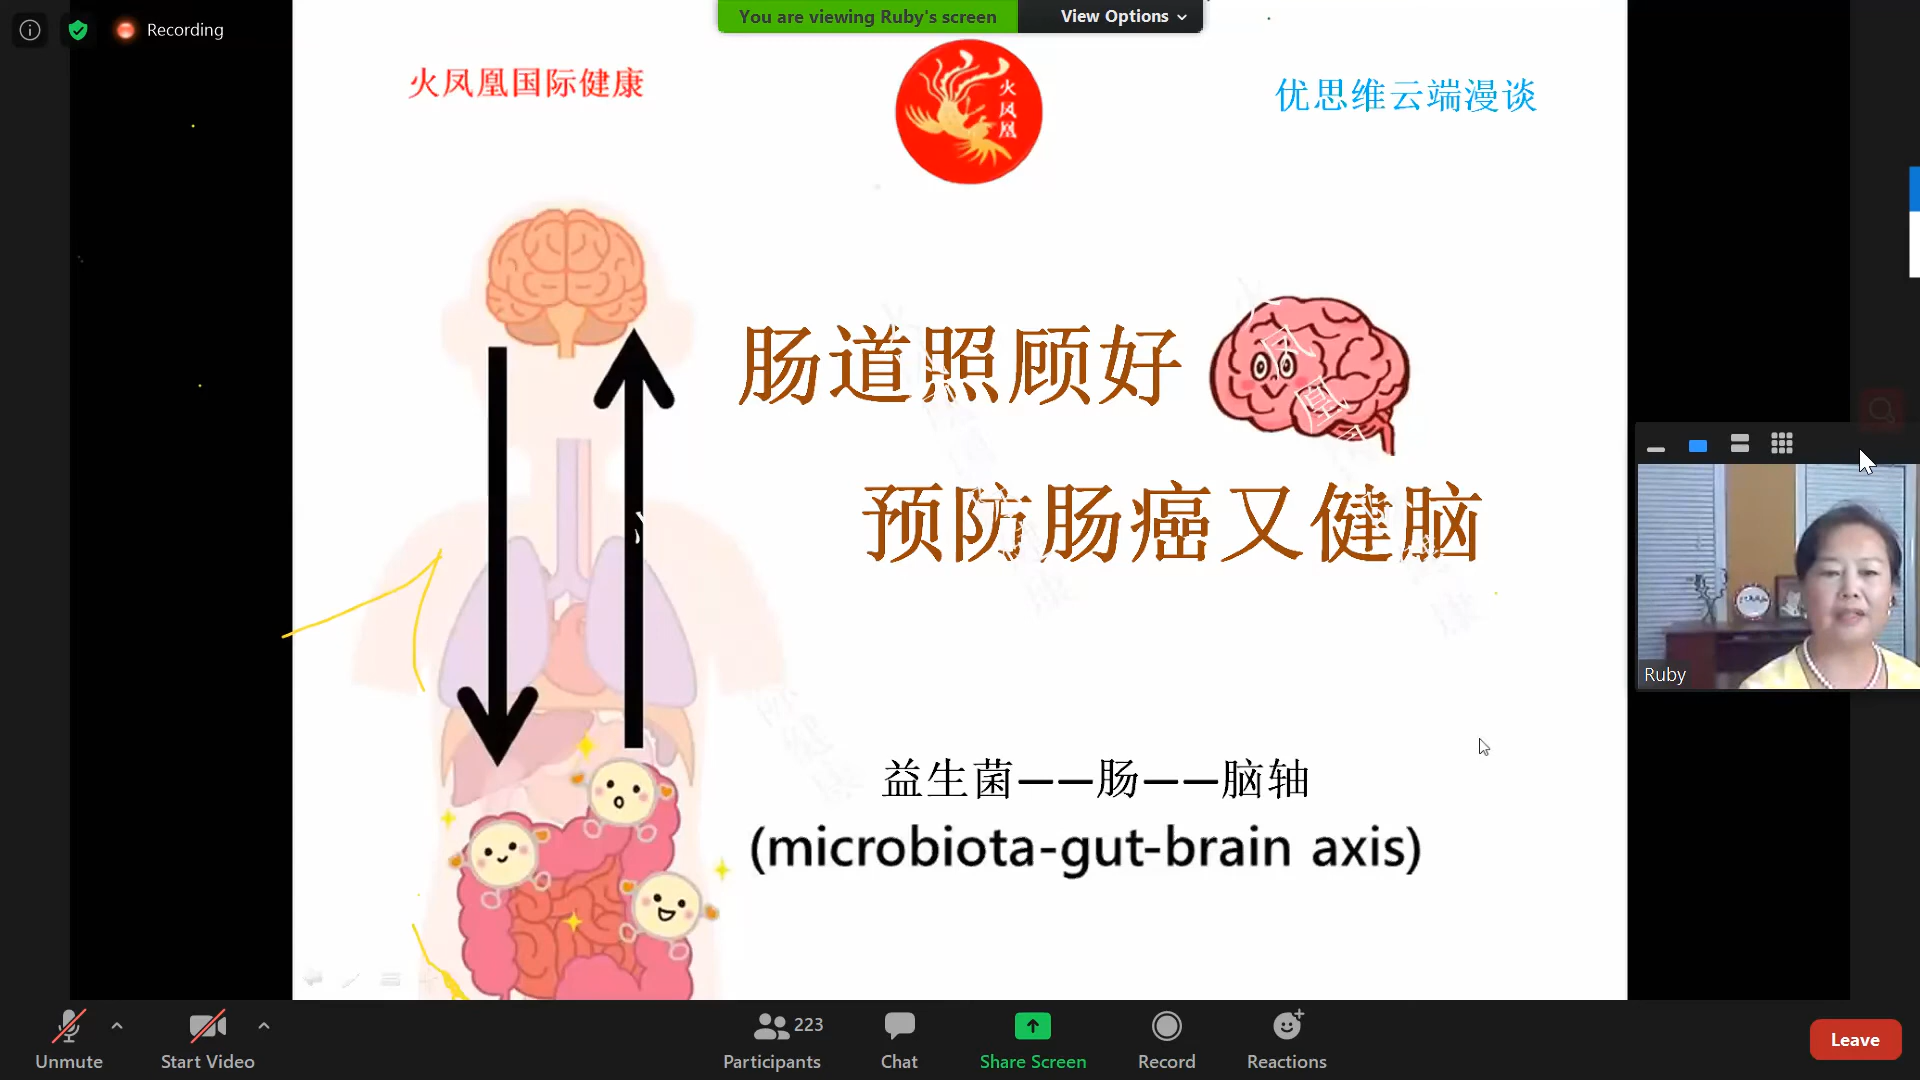 Recording
You are viewing Ruby's screen
View Options
火凤凰国际健康
火凤凰
优思维云端漫谈
肠道照顾好
预防肠癌又健脑
益生菌——肠——脑轴
(microbiota-gut-brain axis)
Ruby
Unmute
Start Video
223
Participants
Chat
Share Screen
Record
Reactions
Leave